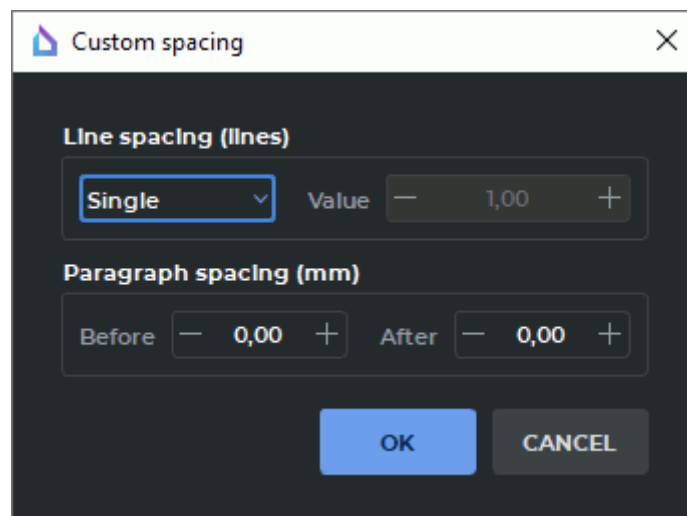 Custom spacing
Line spacing (lines)
Single Value 1,00
Paragraph spacing (mm)
Before 0,00 After 0,00
OK CANCEL